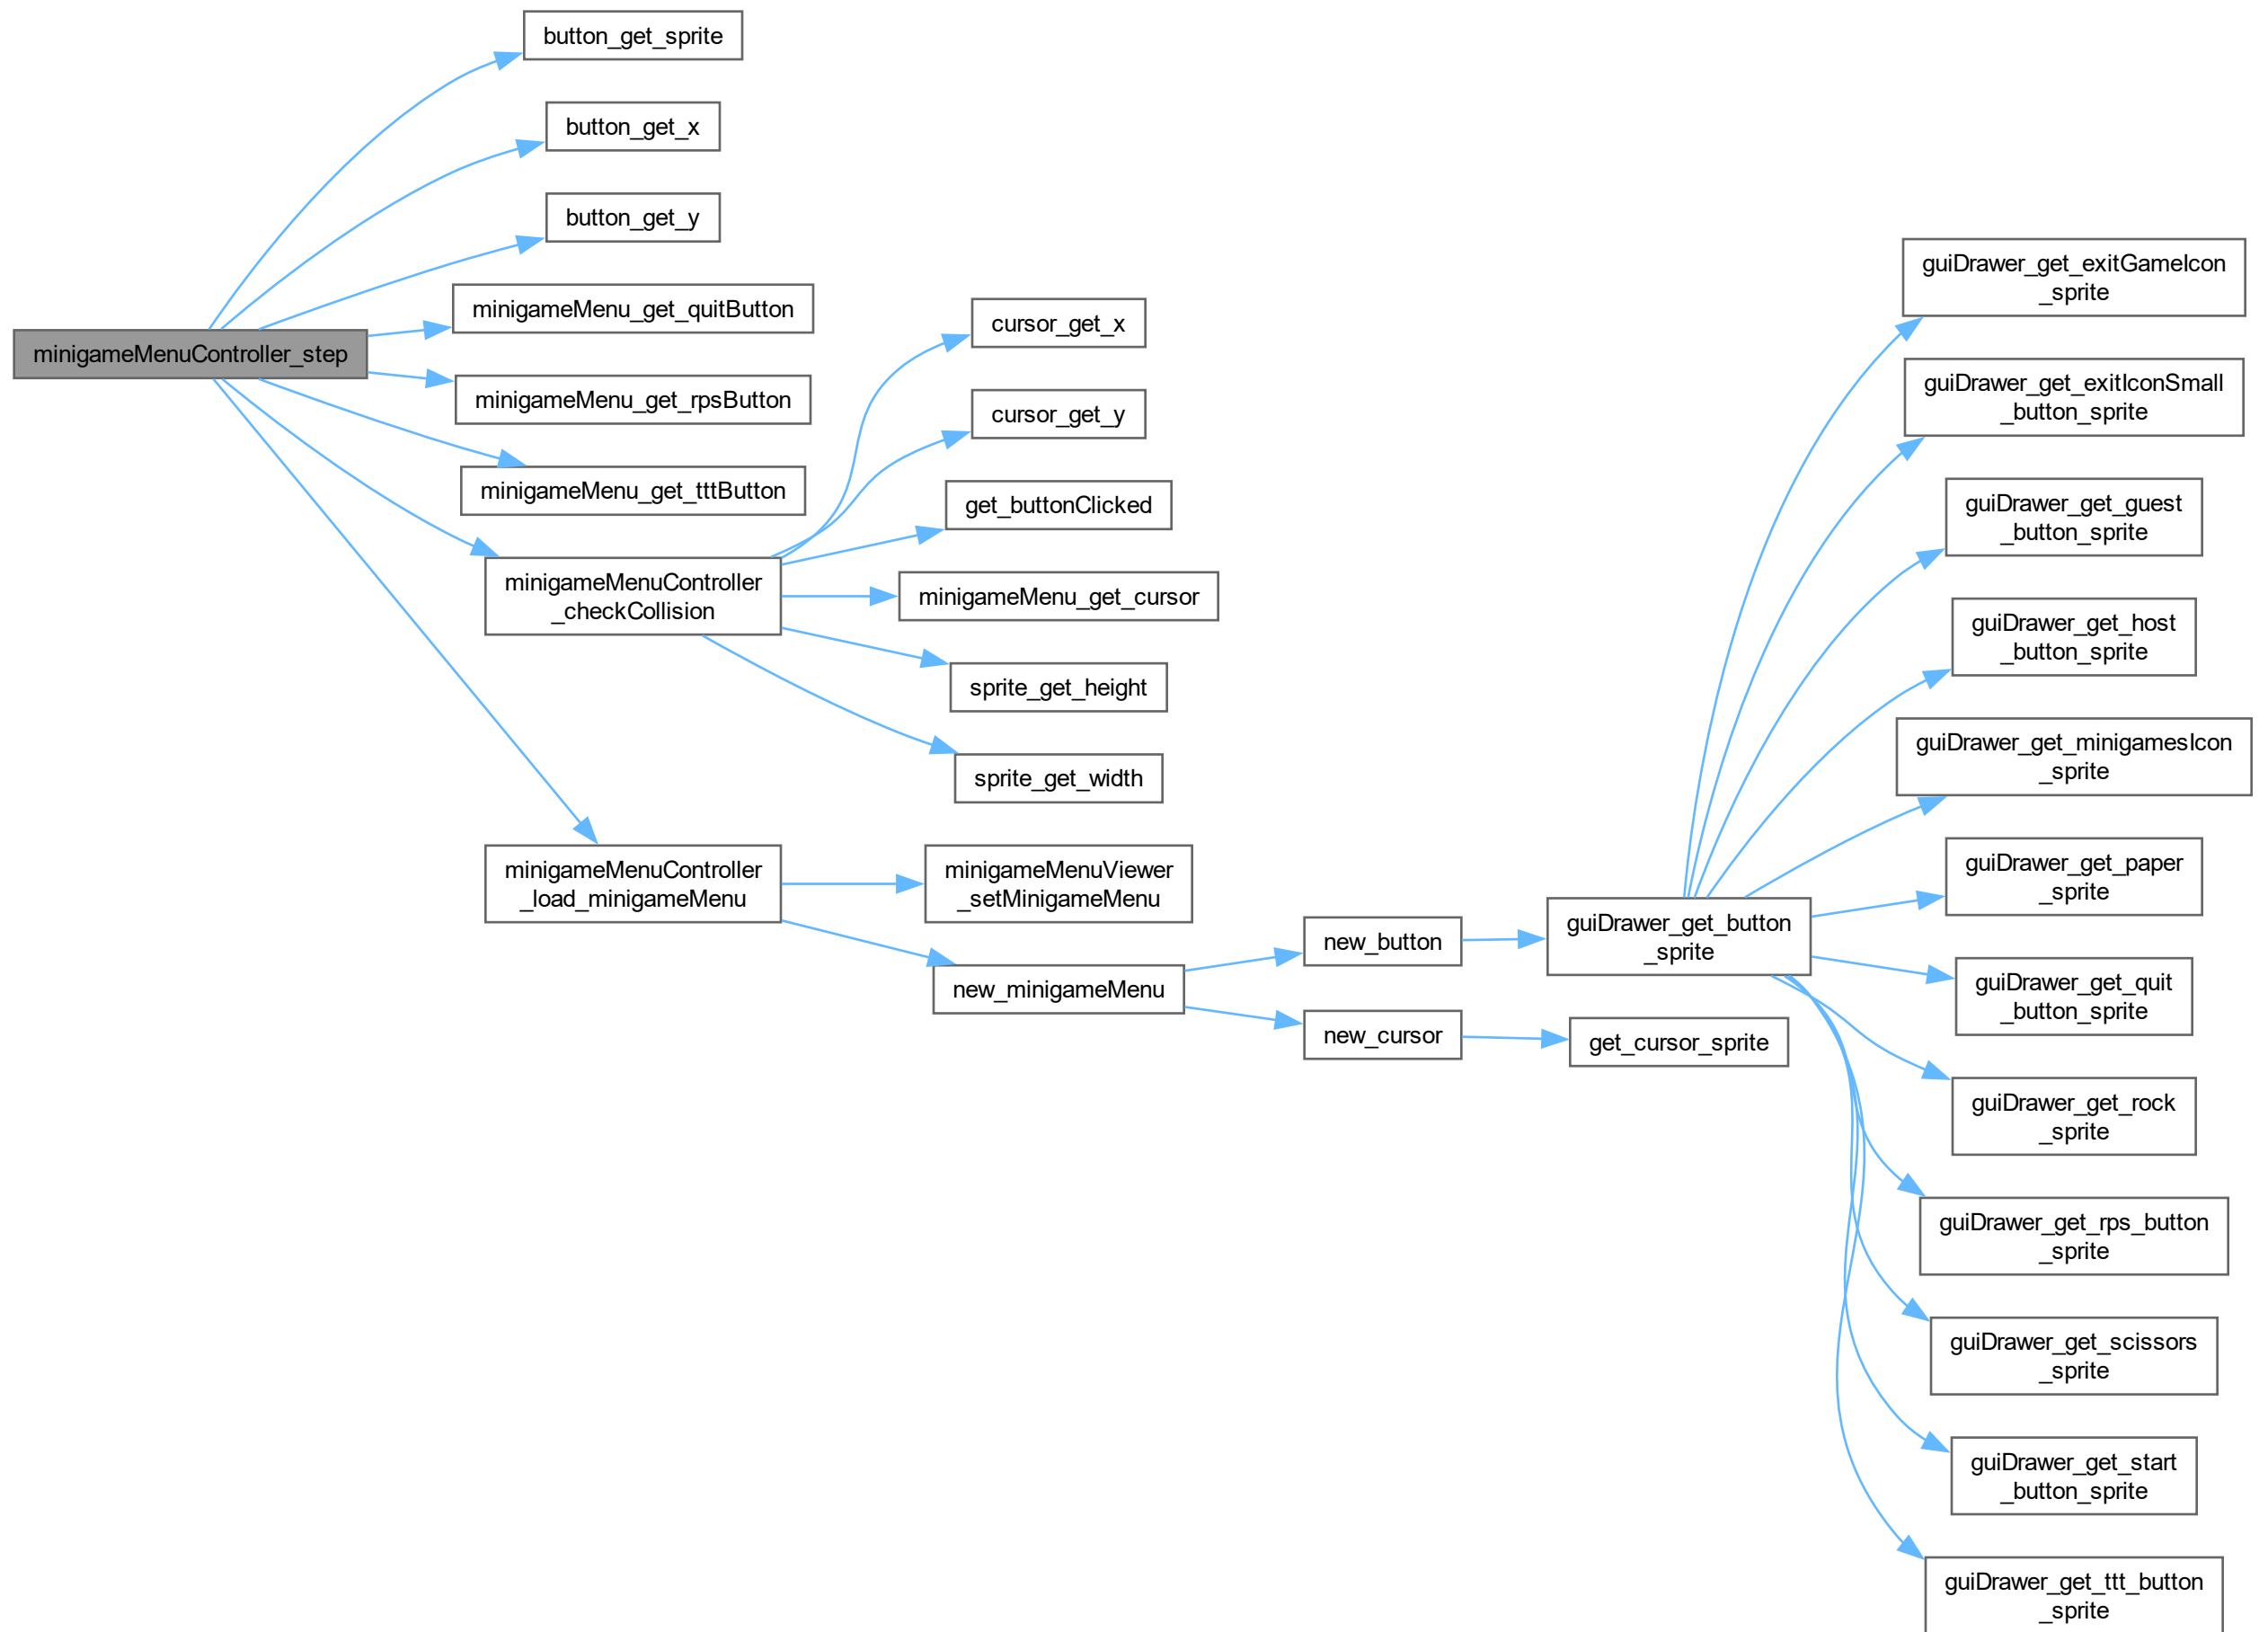 button_get_sprite
button_get_x
button_get_y
minigameMenu_get_quitButton
minigameMenuController_step
minigameMenu_get_rpsButton
minigameMenu_get_tttButton
minigameMenuController
_checkCollision
minigameMenuController
_load_minigameMenu
cursor_get_x
cursor_get_y
get_buttonClicked
minigameMenu_get_cursor
sprite_get_height
sprite_get_width
minigameMenuViewer
_setMinigameMenu
new_minigameMenu
new_button
new_cursor
guiDrawer_get_button
_sprite
get_cursor_sprite
guiDrawer_get_exitGameIcon
_sprite
guiDrawer_get_exitIconSmall
_button_sprite
guiDrawer_get_guest
_button_sprite
guiDrawer_get_host
_button_sprite
guiDrawer_get_minigamesIcon
_sprite
guiDrawer_get_paper
_sprite
guiDrawer_get_quit
_button_sprite
guiDrawer_get_rock
_sprite
guiDrawer_get_rps_button
_sprite
guiDrawer_get_scissors
_sprite
guiDrawer_get_start
_button_sprite
guiDrawer_get_ttt_button
_sprite